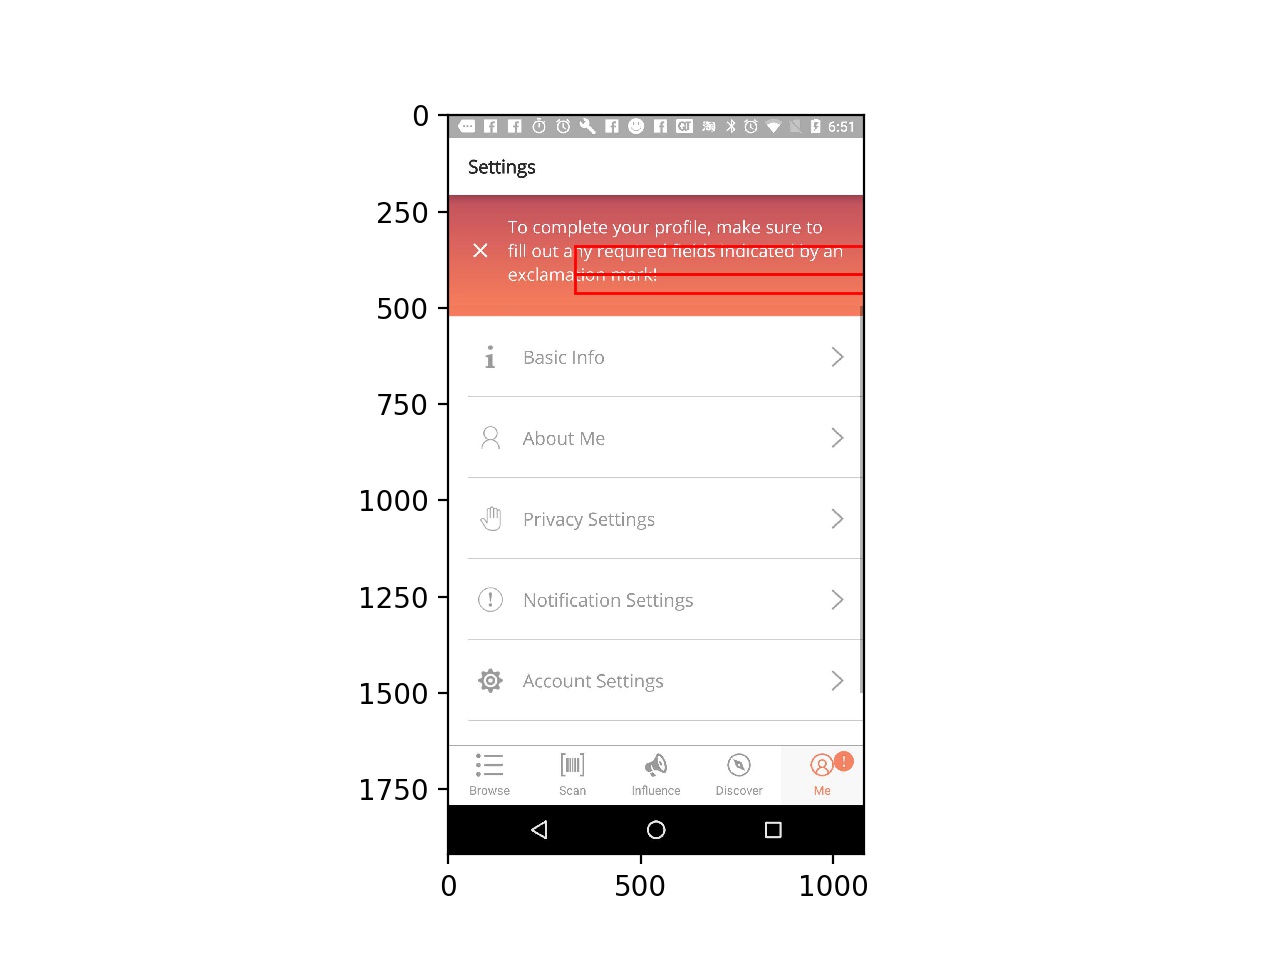 0
250
500
750
1000
1250
1500
1750
6:51
Settings
To complete your profile, make sure to
fill out any required fields indicated by an
exclamation mark!
Basic Info
About Me
Privacy Settings
Notification Settings
Account Settings
Browse
Scan
Influence
Discover
Me
0
500
1000